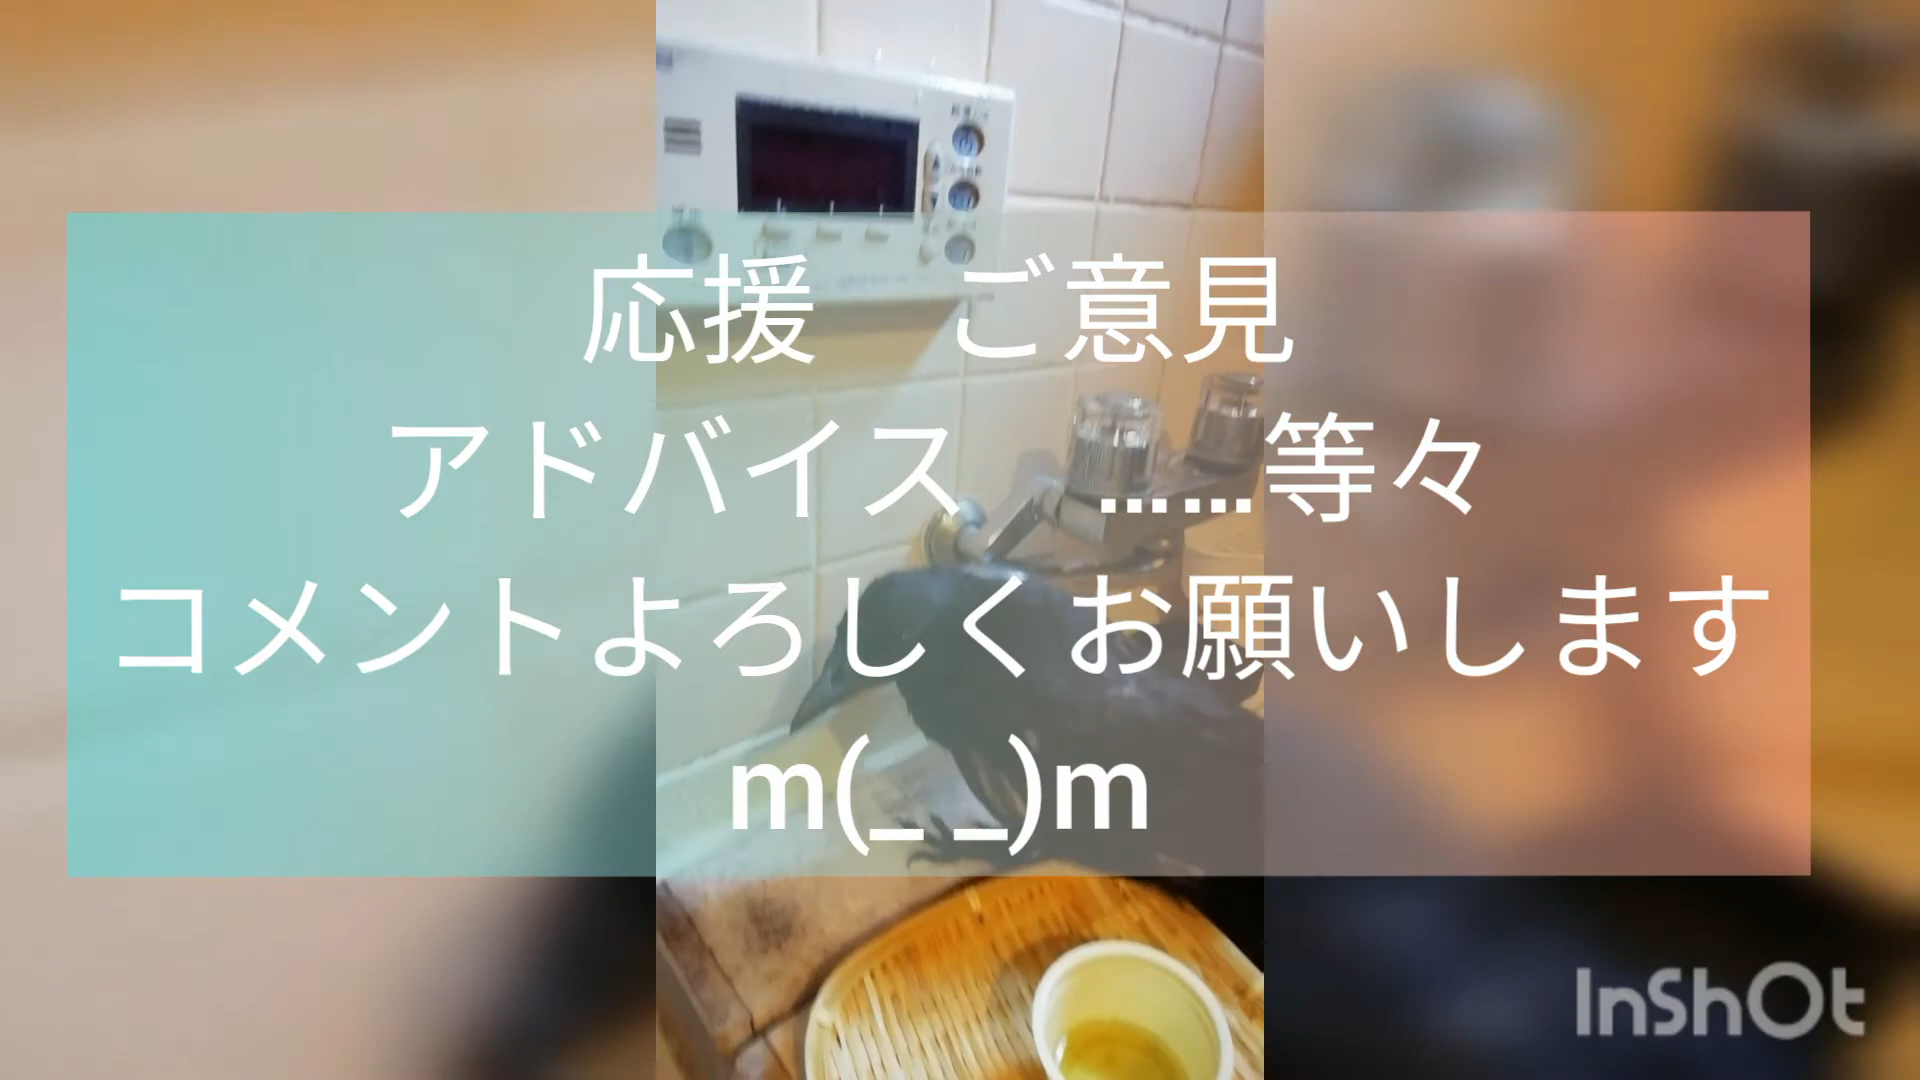 応援　ご意見
アドバイス　……等々
コメントよろしくお願いします
m(_ _)m
InShOt